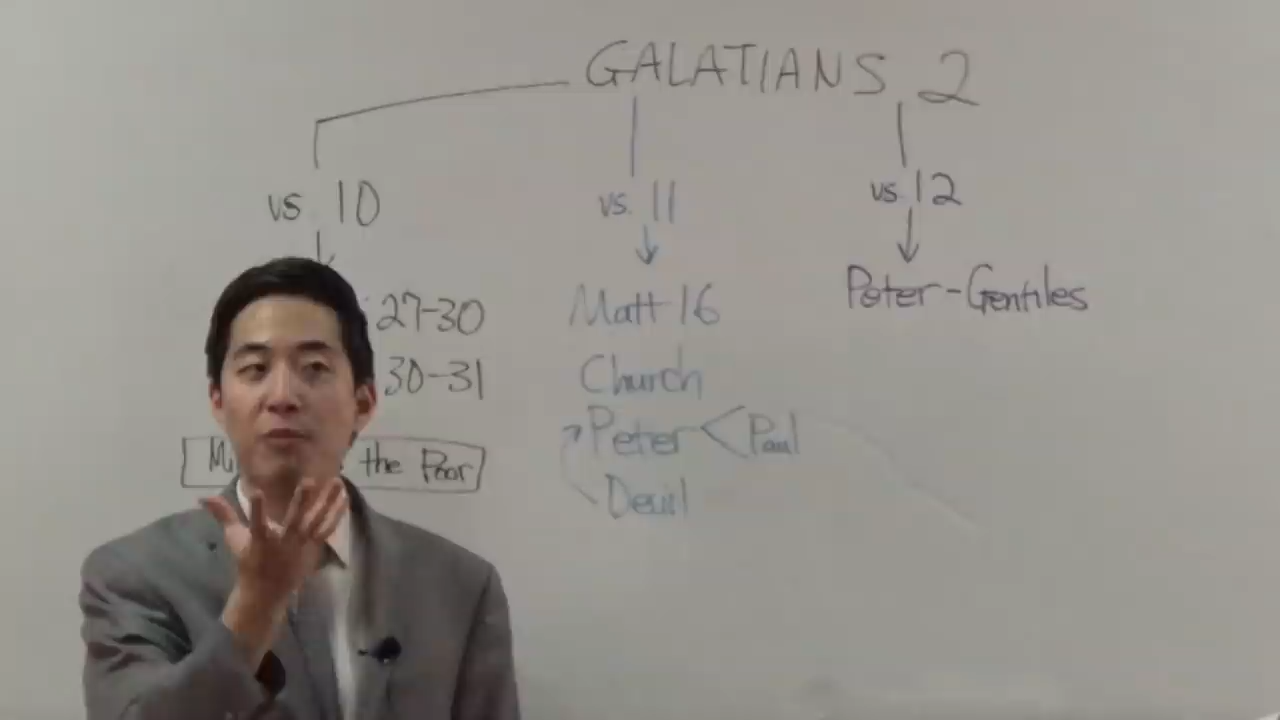 GALATIANS 2
vs. 10
27-30
30-31
the Poor
vs. 11
Matt 16
Church
Peter < Paul
Devil
vs. 12
Peter-Gentiles